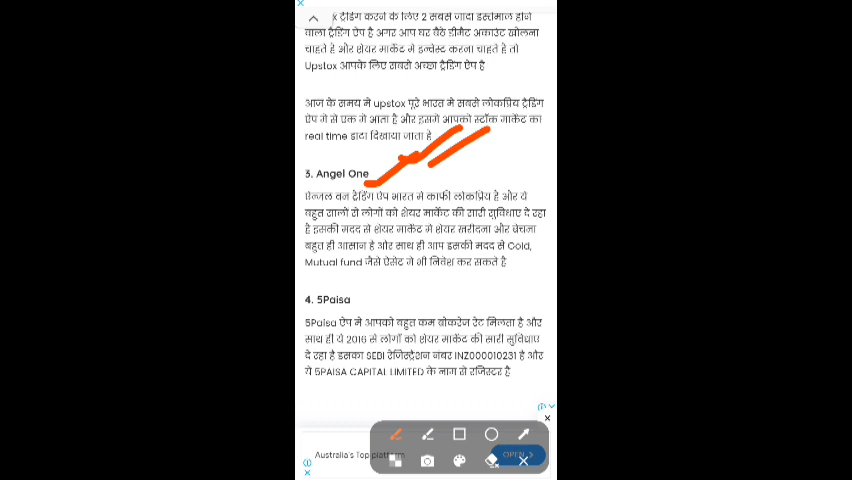 x ट्रैडिंग करने के लिए 2 सबसे जादा इस्तेमाल होने
वाला ट्रैडिंग ऐप है अगर आप घर बैठे डीमैट अकाउंट खोलना
चाहते है और शेयर मार्केट मे इन्वेस्ट करना चाहते है तो
Upstox आपके लिए सबसे अच्छा ट्रैडिंग ऐप है
आज के समय मे upstox पूरे भारत मे सबसे लोकप्रिय ट्रैडिंग
ऐप मे से एक मे आता है और इसमे आपको स्टॉक मार्केट का
real time डाटा दिखाया जाता है
3. Angel One
ऐन्जल वन ट्रैडिंग ऐप भारत मे काफी लोकप्रिय है और ये
बहुत सालों से लोगों को शेयर मार्केट की सारी सुविधाए दे रहा
है इसकी मदद से शेयर मार्केट मे शेयर खरीदना और बेचना
बहुत ही आसान है और साथ ही आप इसकी मदद से Gold,
Mutual fund जैसे ऐसेट मे भी निवेश कर सकते है
4. 5Paisa
5Paisa ऐप मे आपको बहुत कम ब्रोकरेज रेट मिलता है और
साथ ही ये 2016 से लोगों को शेयर मार्केट की सारी सुविधाए
दे रहा है इसका SEBI रेजिस्ट्रैशन नंबर INZ000010231 है और
ये 5PAISA CAPITAL LIMITED के नाम से रजिस्टर है
Australia's Top platform
OPEN